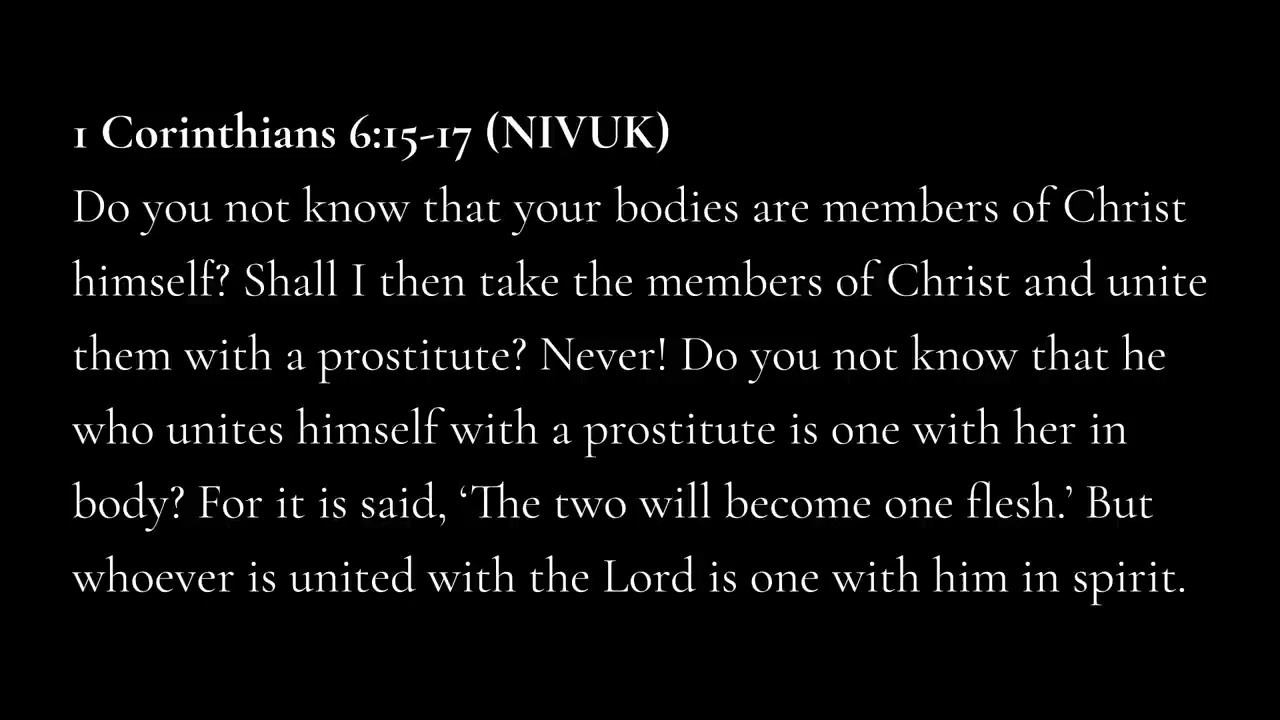 1 Corinthians 6:15-17 (NIVUK)
Do you not know that your bodies are members of Christ
himself? Shall I then take the members of Christ and unite
them with a prostitute? Never! Do you not know that he
who unites himself with a prostitute is one with her in
body? For it is said, ‘The two will become one flesh.’ But
whoever is united with the Lord is one with him in spirit.